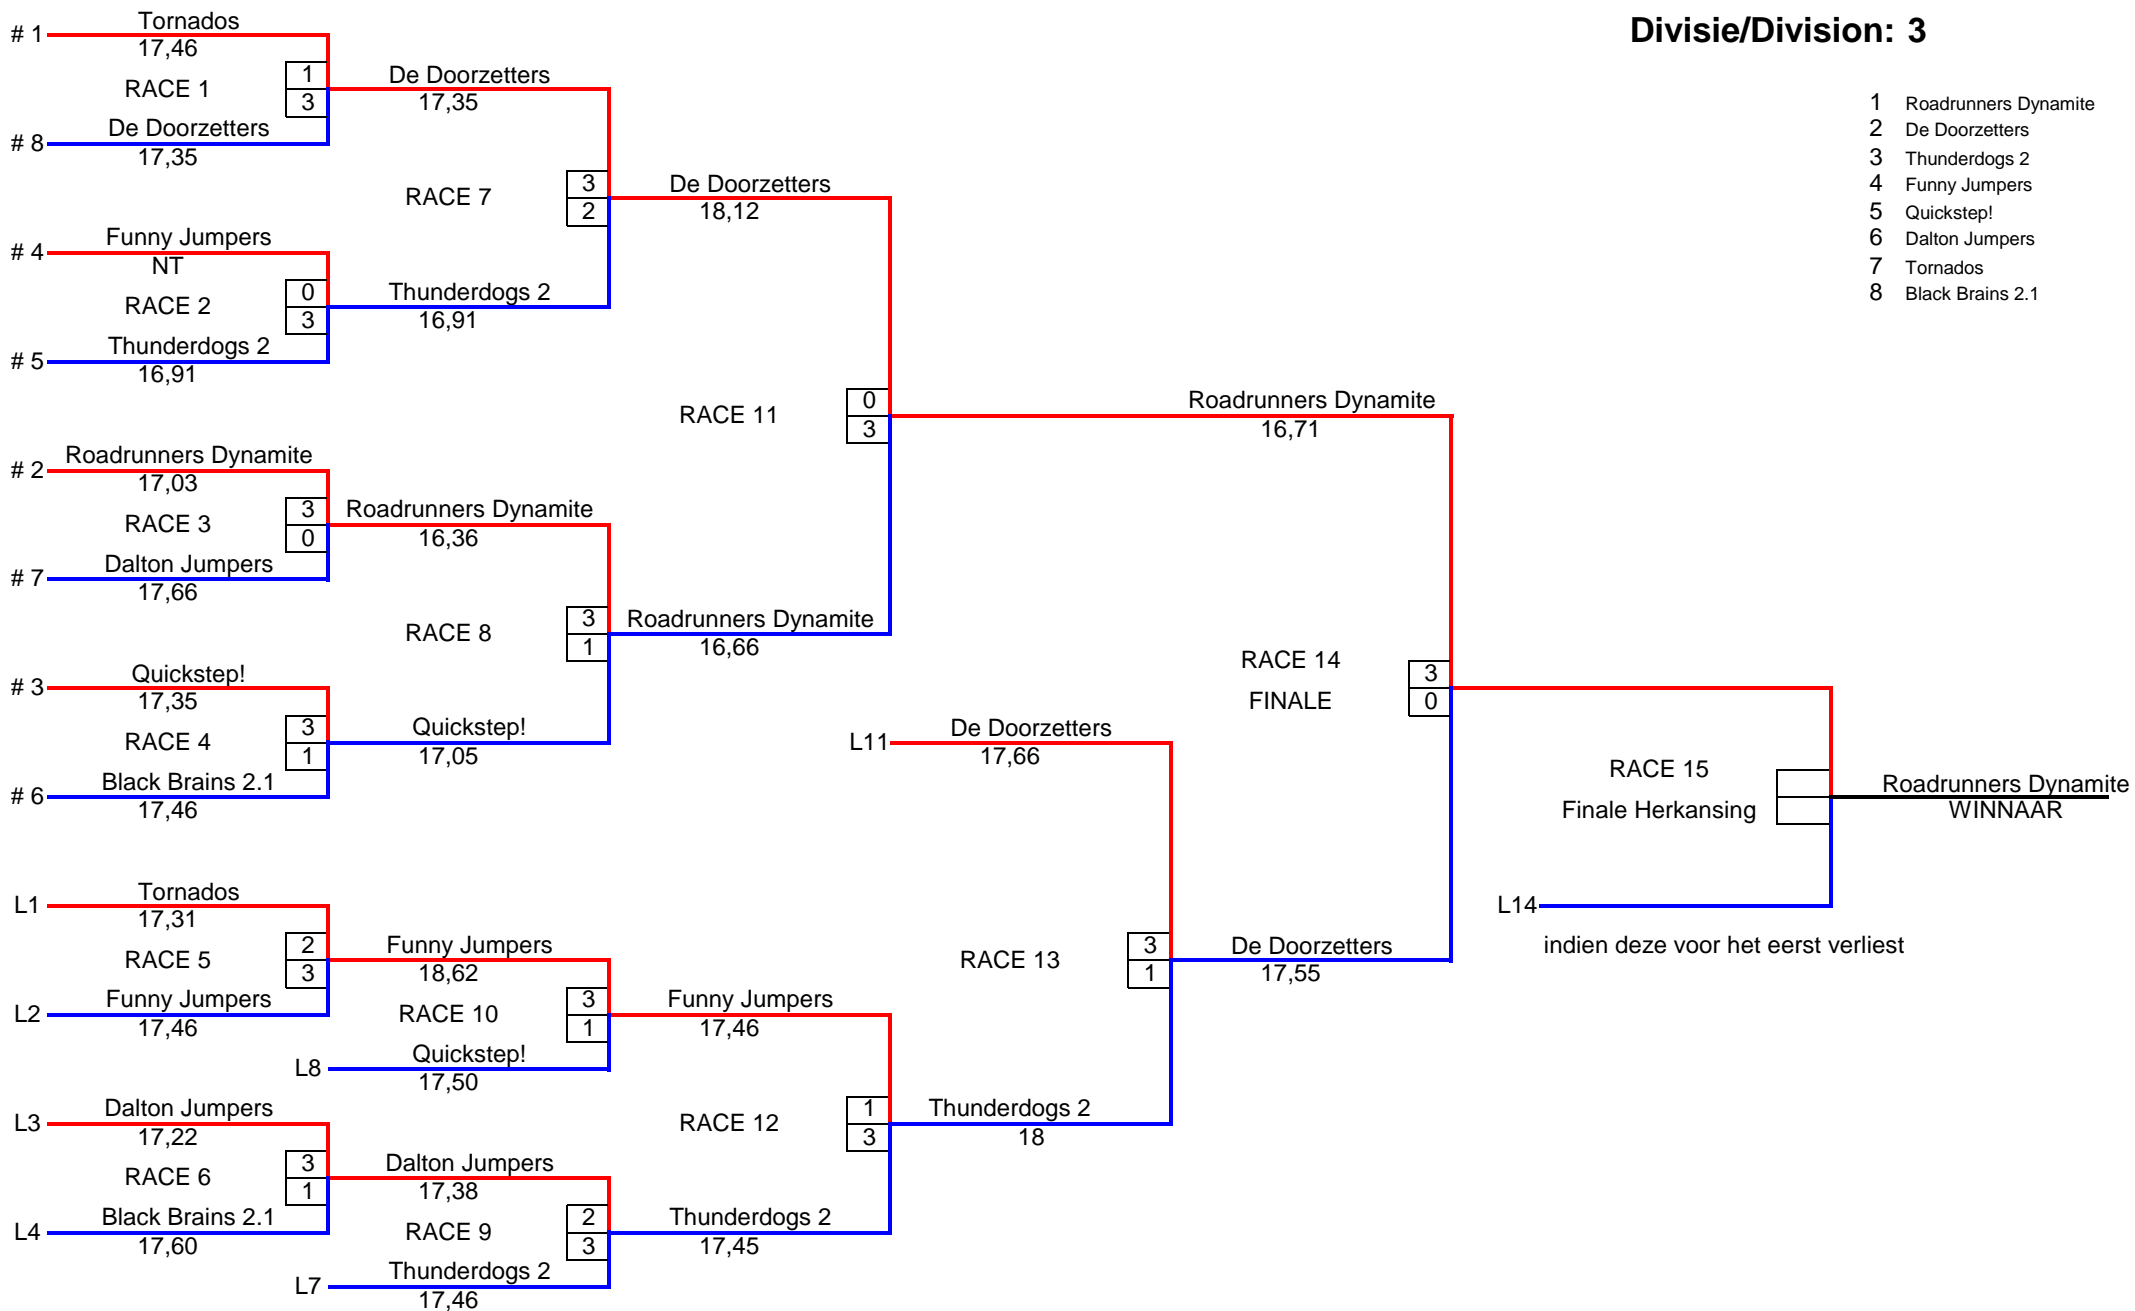 Divisie/Division: 3
1 Roadrunners Dynamite
2 De Doorzetters
3 Thunderdogs 2
4 Funny Jumpers
5 Quickstep!
6 Dalton Jumpers
7 Tornados
8 Black Brains 2.1
# 1
Tornados
17,46
RACE 1
1
3
# 8
De Doorzetters
17,35
# 4
Funny Jumpers
NT
RACE 2
0
3
# 5
Thunderdogs 2
16,91
# 2
Roadrunners Dynamite
17,03
RACE 3
3
0
# 7
Dalton Jumpers
17,66
# 3
Quickstep!
17,35
RACE 4
3
1
# 6
Black Brains 2.1
17,46
L1
Tornados
17,31
RACE 5
2
3
L2
Funny Jumpers
17,46
L3
Dalton Jumpers
17,22
RACE 6
3
1
L4
Black Brains 2.1
17,60
De Doorzetters
17,35
RACE 7
3
2
Thunderdogs 2
16,91
Roadrunners Dynamite
16,36
RACE 8
3
1
Quickstep!
17,05
Funny Jumpers
18,62
RACE 10
3
1
L8
Quickstep!
17,50
Dalton Jumpers
17,38
RACE 9
2
3
L7
Thunderdogs 2
17,46
De Doorzetters
18,12
RACE 11
0
3
Roadrunners Dynamite
16,66
Funny Jumpers
17,46
RACE 12
1
3
Thunderdogs 2
17,45
L11
De Doorzetters
17,66
RACE 13
3
1
Thunderdogs 2
18
Roadrunners Dynamite
16,71
RACE 14
FINALE
3
0
De Doorzetters
17,55
RACE 15
Finale Herkansing
L14
indien deze voor het eerst verliest
Roadrunners Dynamite
WINNAAR